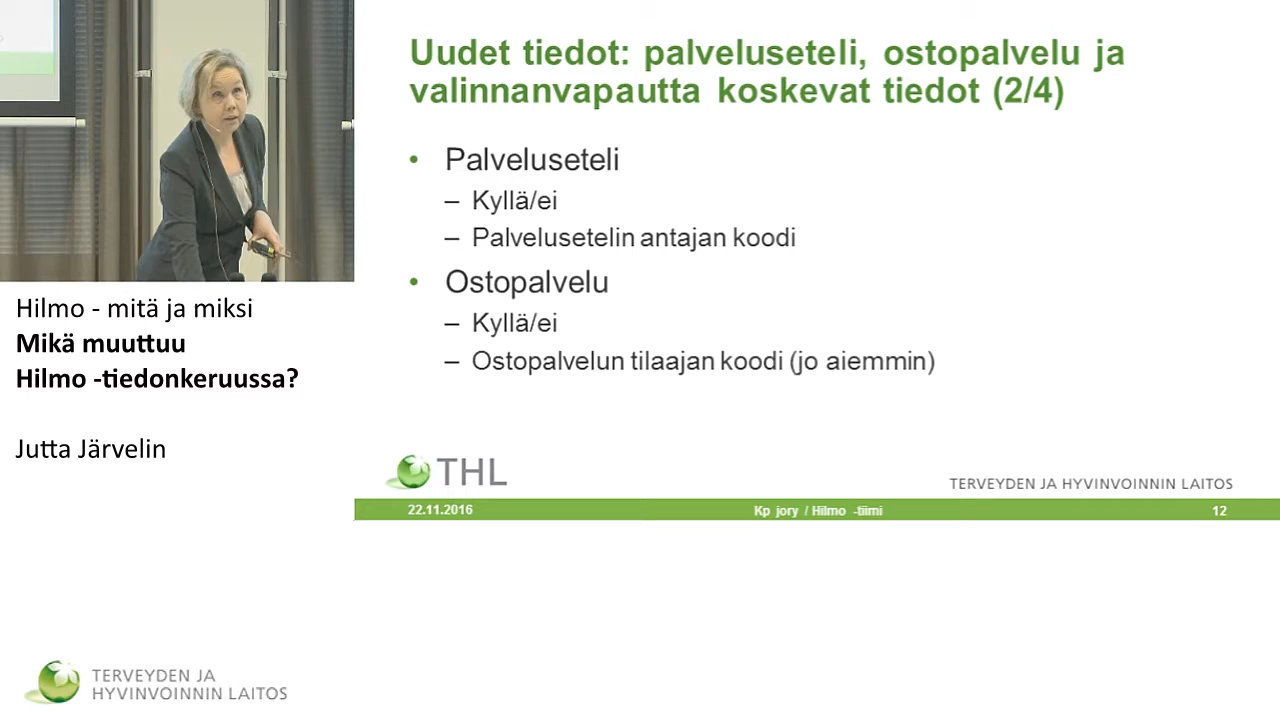 Uudet tiedot: palveluseteli, ostopalvelu ja
valinnanvapautta koskevat tiedot (2/4)
• Palveluseteli
– Kyllä/ei
– Palvelusetelin antajan koodi
• Ostopalvelu
– Kyllä/ei
– Ostopalvelun tilaajan koodi (jo aiemmin)
THL
TERVEYDEN JA HYVINVOINNIN LAITOS
22.11.2016 Kp jory / Hilmo -tiimi 12
Hilmo - mitä ja miksi
Mikä muuttuu
Hilmo -tiedonkeruussa?
Jutta Järvelin
TERVEYDEN JA
HYVINVOINNIN LAITOS